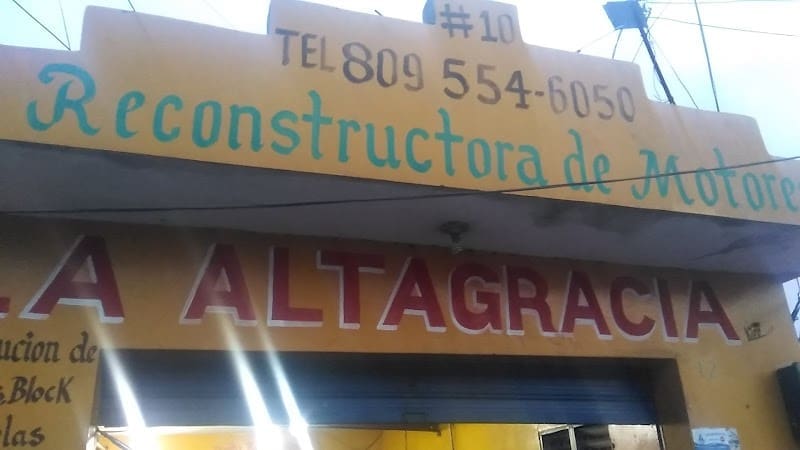 #10
TEL 809 554-6050
Reconstructora de Motore
LA ALTAGRACIA
ucion de
s, Block
las